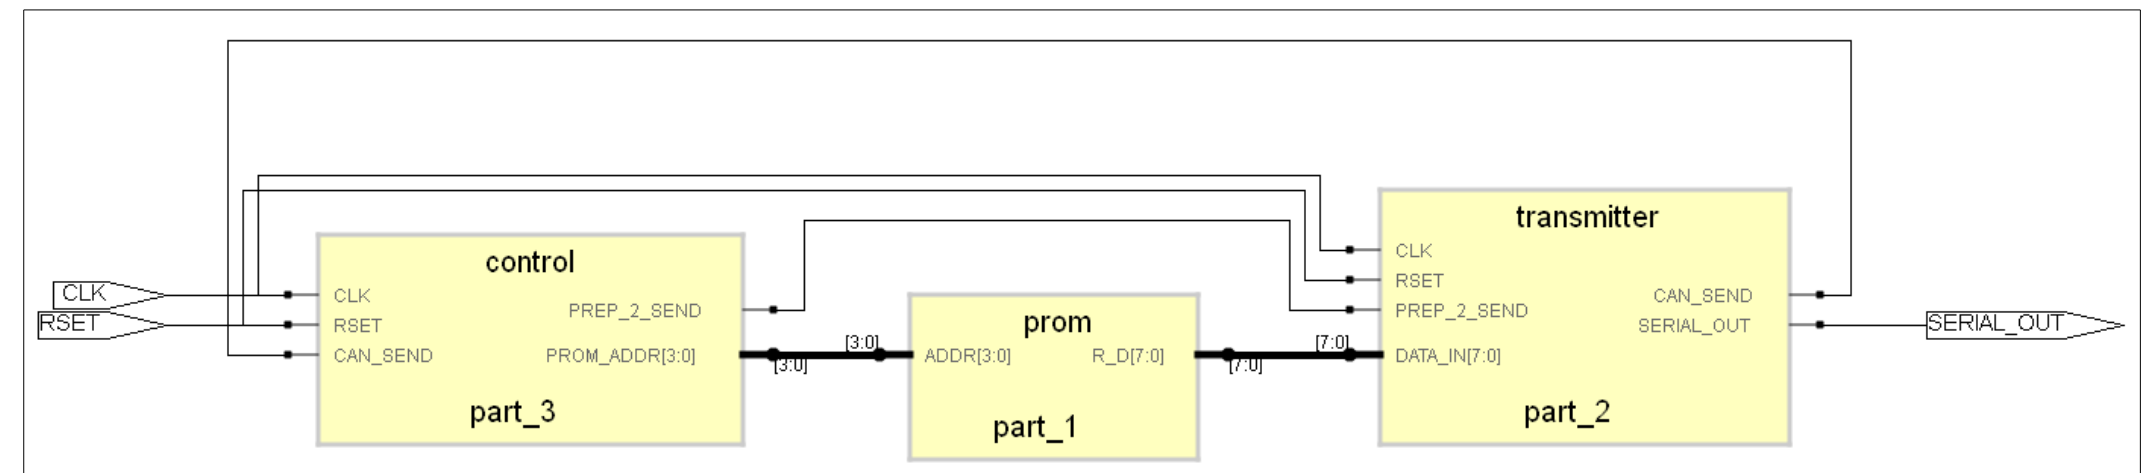 CLK
RSET
control
CLK
RSET
CAN_SEND
PREP_2_SEND
PROM_ADDR[3:0]
part_3
[3:0]
[3:0]
prom
ADDR[3:0]
R_D[7:0]
part_1
[7:0]
[7:0]
transmitter
CLK
RSET
PREP_2_SEND
DATA_IN[7:0]
CAN_SEND
SERIAL_OUT
part_2
SERIAL_OUT